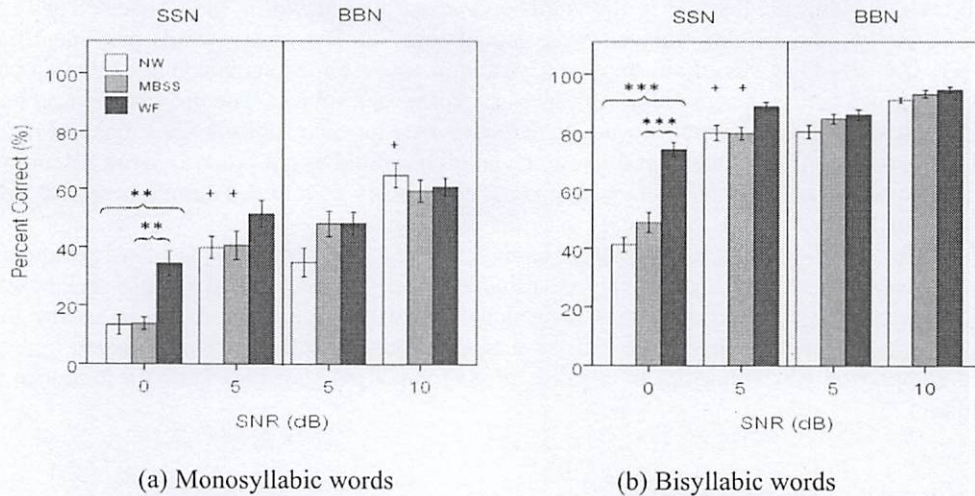 SSN BBN
100
80
60
40
20
0
Percent Correct (%)
NW
MBSS
WF
**
**
+ +
+
0 5 5 10
SNR (dB)
(a) Monosyllabic words
SSN BBN
100
80
60
40
20
0
***
***
+ +
0 5 5 10
SNR (dB)
(b) Bisyllabic words